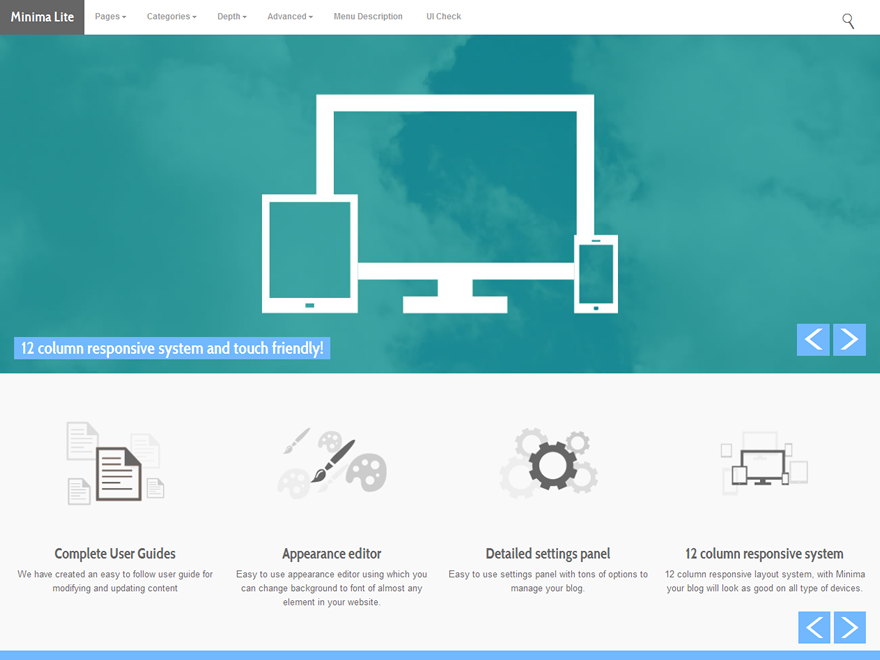 Minima Lite
Pages
Categories
Depth
Advanced
Menu Description
UI Check
12 column responsive system and touch friendly!
Complete User Guides
We have created an easy to follow user guide for
modifying and updating content
Appearance editor
Easy to use appearance editor using which you
can change background to font of almost any
element in your website.
Detailed settings panel
Easy to use settings panel with tons of options to
manage your blog.
12 column responsive system
12 column responsive layout system, with Minima
your blog will look as good on all type of devices.